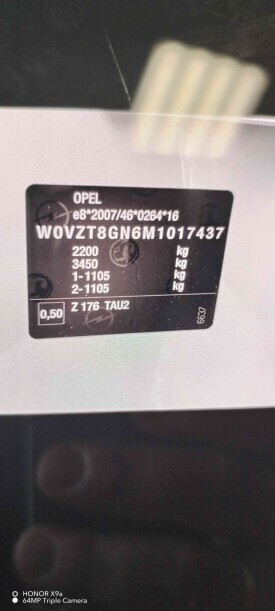 OPEL
e8*2007/46*0264*16
W0VZT8GN6M1017437
2200 kg
3450 kg
1-1105 kg
2-1105 kg
0,50 Z 176 TAU2
6637
HONOR X9a
64MP Triple Camera